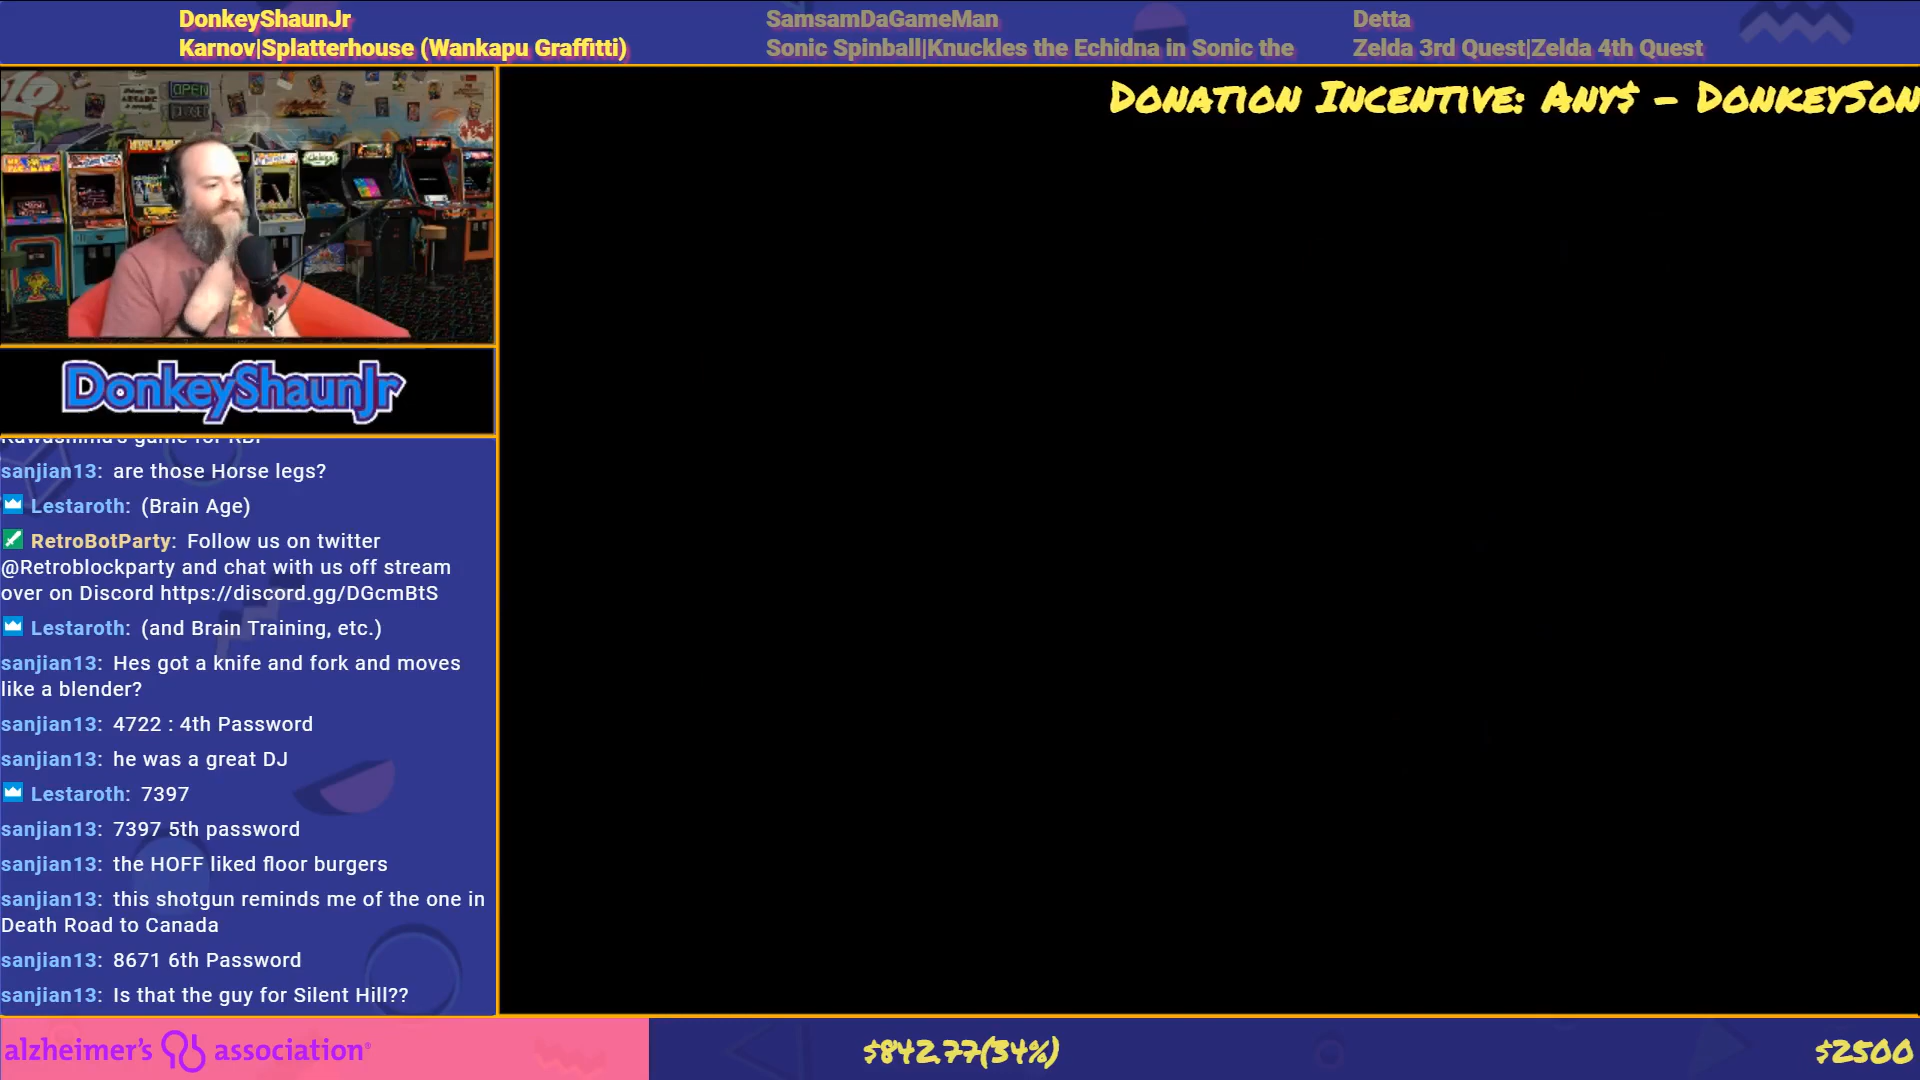 DonkeyShaunJr
Karnov|Splatterhouse (Wankapu Graffitti)
SamsamDaGameMan
Sonic Spinball|Knuckles the Echidna in Sonic the
Detta
Zelda 3rd Quest|Zelda 4th Quest
OPEN
Donation Incentive: Any$ - DonkeySon
DonkeyShaunJr
sanjian13: are those Horse legs?
Lestaroth: (Brain Age)
RetroBotParty: Follow us on twitter
@Retroblockparty and chat with us off stream
over on Discord https://discord.gg/DGcmBtS
Lestaroth: (and Brain Training, etc.)
sanjian13: Hes got a knife and fork and moves
like a blender?
sanjian13: 4722 : 4th Password
sanjian13: he was a great DJ
Lestaroth: 7397
sanjian13: 7397 5th password
sanjian13: the HOFF liked floor burgers
sanjian13: this shotgun reminds me of the one in
Death Road to Canada
sanjian13: 8671 6th Password
sanjian13: Is that the guy for Silent Hill??
alzheimer's association®
$842.77(34%)
$2500